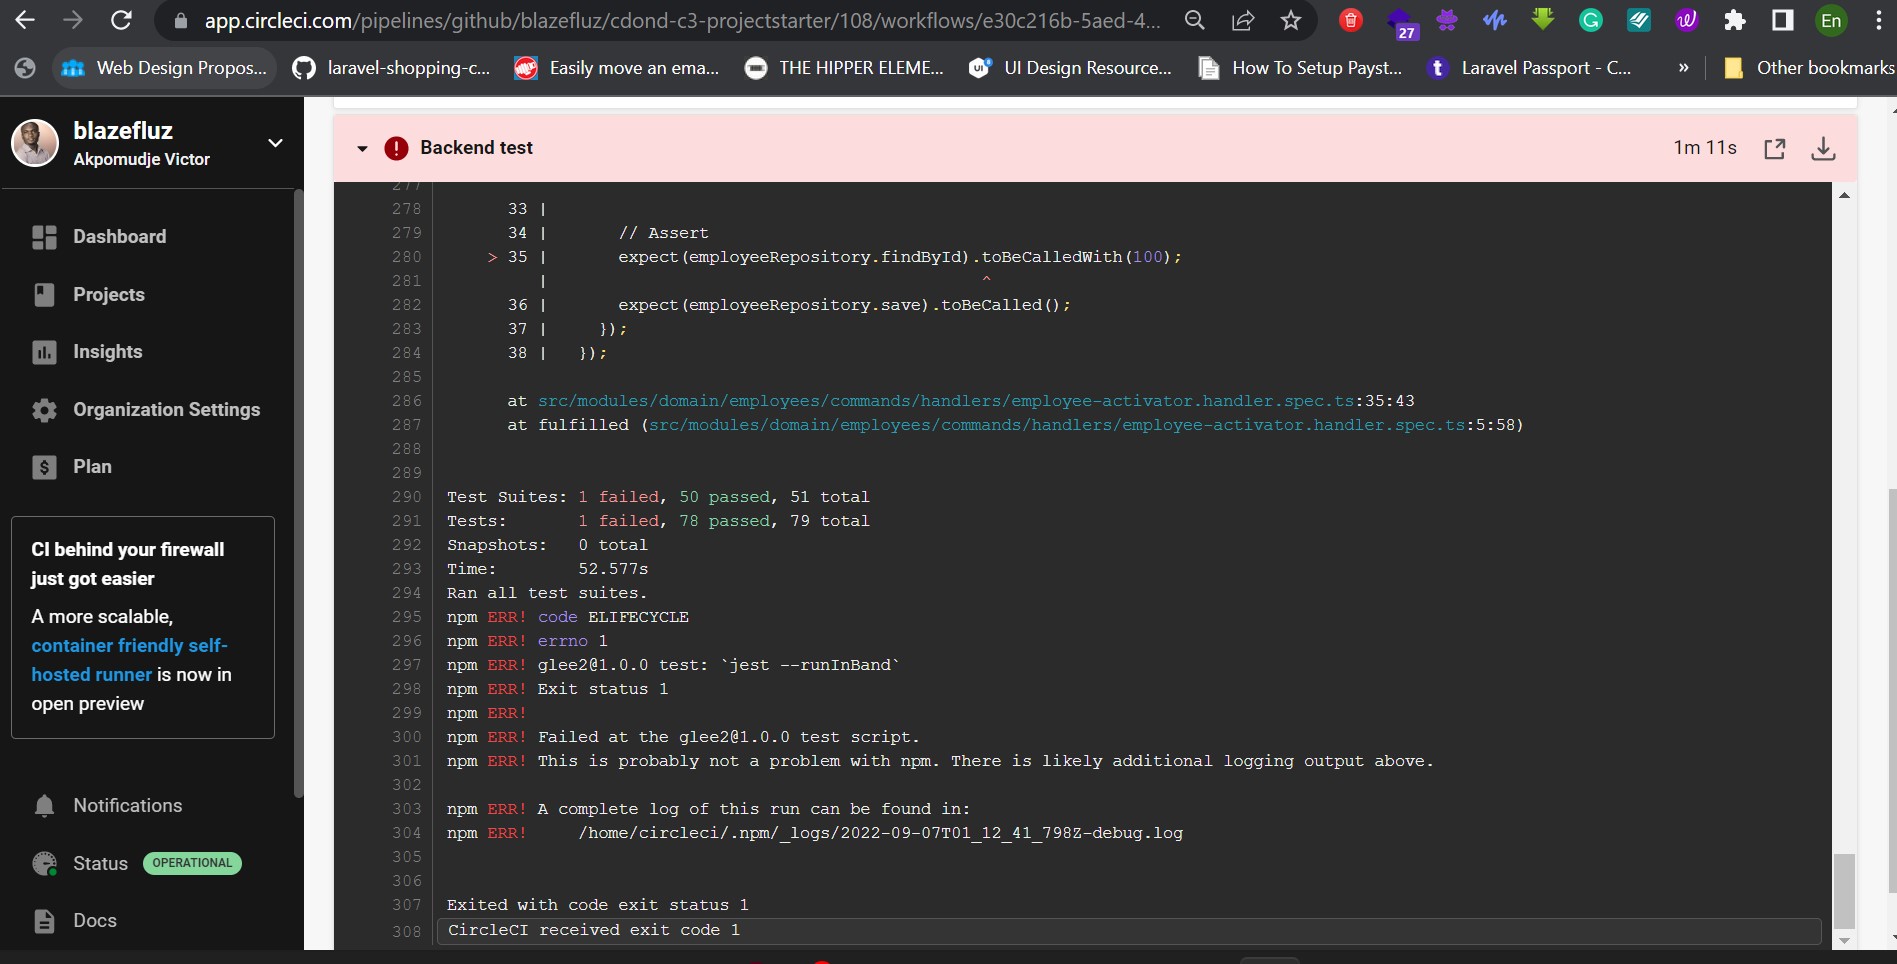 app.circleci.com/pipelines/github/blazefluz/cdond-c3-projectstarter/108/workflows/e30c216b-5aed-4...
27
En
Web Design Propos...
laravel-shopping-c...
Easily move an ema...
THE HIPPER ELEME...
UI Design Resource...
How To Setup Payst...
Laravel Passport - C...
»
Other bookmarks
blazefluz
Akpomudje Victor
Dashboard
Projects
Insights
Organization Settings
Plan
CI behind your firewall
just got easier
A more scalable,
container friendly self-
hosted runner is now in
open preview
Notifications
Status OPERATIONAL
Docs
Backend test
1m 11s
277
278 33 |
279 34 | // Assert
280 > 35 | expect(employeeRepository.findById).toBeCalledWith(100);
281 | ^
282 36 | expect(employeeRepository.save).toBeCalled();
283 37 | });
284 38 | });
285
286 at src/modules/domain/employees/commands/handlers/employee-activator.handler.spec.ts:35:43
287 at fulfilled (src/modules/domain/employees/commands/handlers/employee-activator.handler.spec.ts:5:58)
288
289
290 Test Suites: 1 failed, 50 passed, 51 total
291 Tests: 1 failed, 78 passed, 79 total
292 Snapshots: 0 total
293 Time: 52.577s
294 Ran all test suites.
295 npm ERR! code ELIFECYCLE
296 npm ERR! errno 1
297 npm ERR! glee2@1.0.0 test: `jest --runInBand`
298 npm ERR! Exit status 1
299 npm ERR!
300 npm ERR! Failed at the glee2@1.0.0 test script.
301 npm ERR! This is probably not a problem with npm. There is likely additional logging output above.
302
303 npm ERR! A complete log of this run can be found in:
304 npm ERR! /home/circleci/.npm/_logs/2022-09-07T01_12_41_798Z-debug.log
305
306
307 Exited with code exit status 1
308 CircleCI received exit code 1